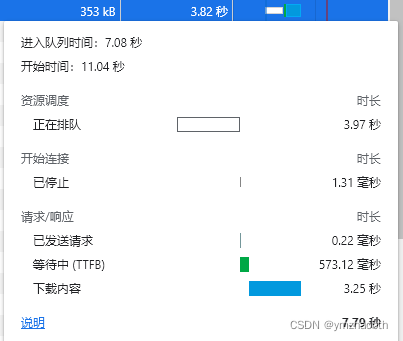 353 kB 3.82 秒
进入队列时间：7.08 秒
开始时间：11.04 秒
资源调度 时长
正在排队 3.97 秒
开始连接 时长
已停止 1.31 毫秒
请求/响应 时长
已发送请求 0.22 毫秒
等待中 (TTFB) 573.12 毫秒
下载内容 3.25 秒
说明 7.79 秒